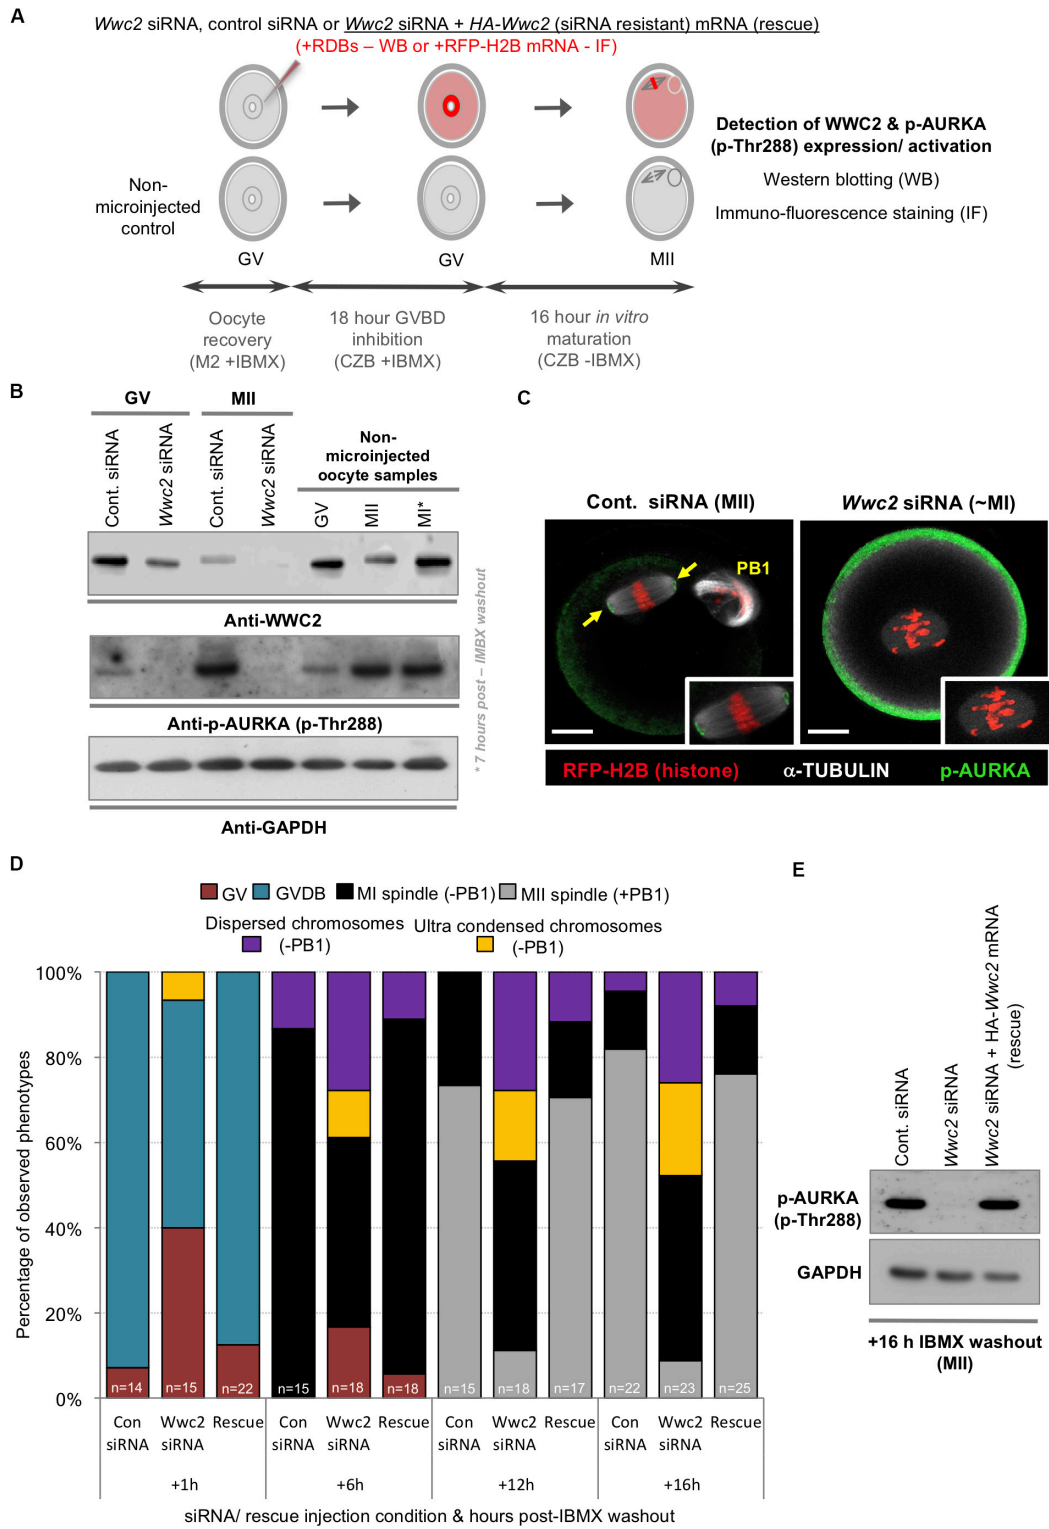 A
Wwc2 siRNA, control siRNA or Wwc2 siRNA + HA-Wwc2 (siRNA resistant) mRNA (rescue)
(+RDBs – WB or +RFP-H2B mRNA - IF)
Non-
microinjected
control
GV
GV
MII
Detection of WWC2 & p-AURKA
(p-Thr288) expression/ activation
Western blotting (WB)
Immuno-fluorescence staining (IF)
Oocyte
recovery
(M2 +IBMX)
18 hour GVBD
inhibition
(CZB +IBMX)
16 hour in vitro
maturation
(CZB -IBMX)
B
GV
MII
Non-
microinjected
oocyte samples
Cont. siRNA
Wwc2 siRNA
Cont. siRNA
Wwc2 siRNA
GV
MII
MI*
Anti-WWC2
Anti-p-AURKA (p-Thr288)
Anti-GAPDH
* 7 hours post – IMBX washout
C
Cont. siRNA (MII)
Wwc2 siRNA (~MI)
PB1
RFP-H2B (histone)
α-TUBULIN
p-AURKA
D
GV
GVDB
MI spindle (-PB1)
MII spindle (+PB1)
Dispersed chromosomes
(-PB1)
Ultra condensed chromosomes
(-PB1)
Percentage of observed phenotypes
100%
80%
60%
40%
20%
0%
n=14
n=15
n=22
n=15
n=18
n=18
n=15
n=18
n=17
n=22
n=23
n=25
Con
siRNA
Wwc2
siRNA
Rescue
Con
siRNA
Wwc2
siRNA
Rescue
Con
siRNA
Wwc2
siRNA
Rescue
Con
siRNA
Wwc2
siRNA
Rescue
+1h
+6h
+12h
+16h
siRNA/ rescue injection condition & hours post-IBMX washout
E
Cont. siRNA
Wwc2 siRNA
Wwc2 siRNA + HA-Wwc2 mRNA
(rescue)
p-AURKA
(p-Thr288)
GAPDH
+16 h IBMX washout
(MII)